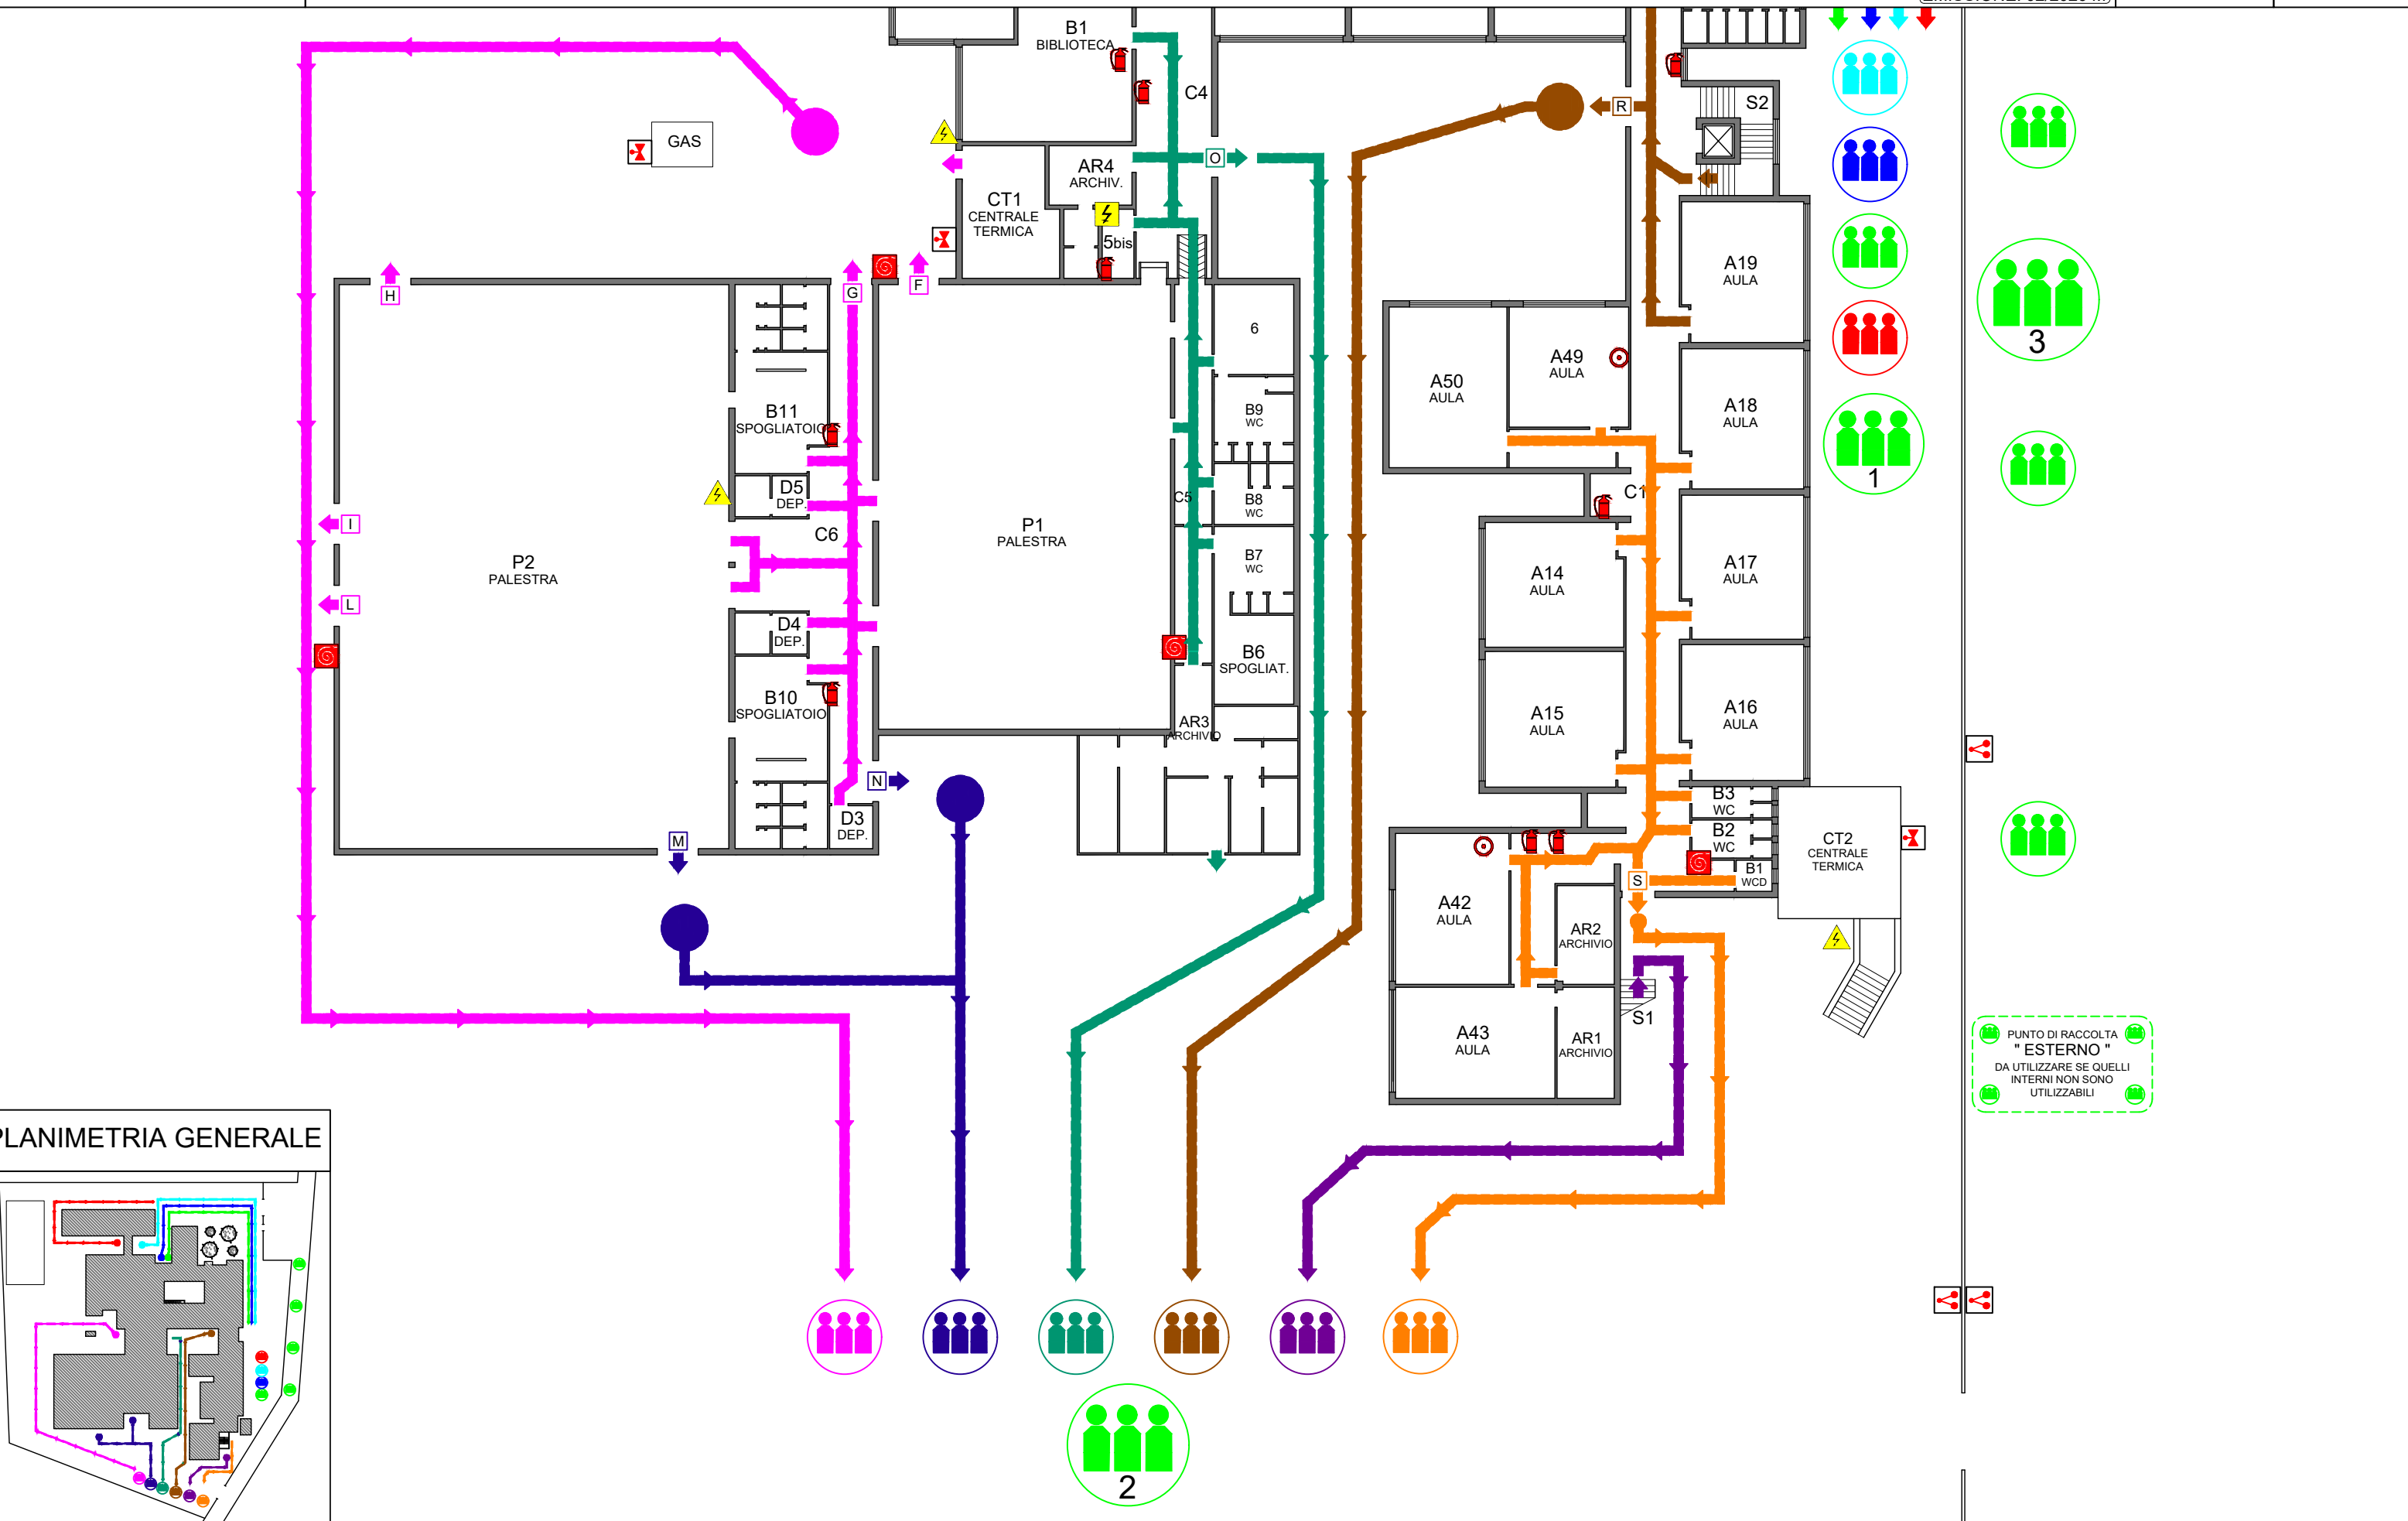 B1
BIBLIOTECA
C4
R
S2
GAS
O
AR4
ARCHIV.
CT1
CENTRALE
TERMICA
5bis
H
G
F
A19
AULA
6
3
A49
AULA
A50
AULA
B11
SPOGLIATOIO
B9
WC
A18
AULA
1
D5
DEP.
C5
B8
WC
C1
I
C6
P1
PALESTRA
P2
PALESTRA
B7
WC
A14
AULA
A17
AULA
L
D4
DEP.
B6
SPOGLIAT.
B10
SPOGLIATOIO
AR3
ARCHIVIO
A15
AULA
A16
AULA
N
D3
DEP.
M
B3
WC
B2
WC
B1
WCD
CT2
CENTRALE
TERMICA
S
A42
AULA
AR2
ARCHIVIO
S1
A43
AULA
AR1
ARCHIVIO
PUNTO DI RACCOLTA
" ESTERNO "
DA UTILIZZARE SE QUELLI
INTERNI NON SONO
UTILIZZABILI
PLANIMETRIA GENERALE
2